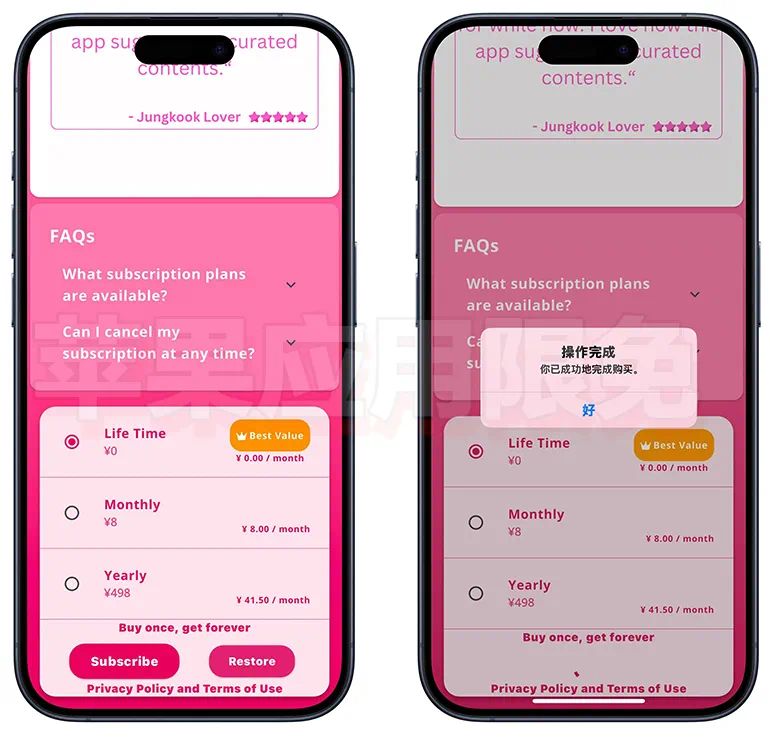 app sug
curated
contents.“
- Jungkook Lover
FAQs
What subscription plans
are available?
Can I cancel my
subscription at any time?
Life Time
¥0
Best Value
¥ 0.00 / month
Monthly
¥8
¥ 8.00 / month
Yearly
¥498
¥ 41.50 / month
Buy once, get forever
Subscribe
Restore
Privacy Policy and Terms of Use
for while now. I love how this
app sug
curated
contents.“
- Jungkook Lover
FAQs
What subscription plans
are available?
Ca
su
操作完成
你已成功地完成购买。
好
Life Time
¥0
Best Value
¥ 0.00 / month
Monthly
¥8
¥ 8.00 / month
Yearly
¥498
¥ 41.50 / month
Buy once, get forever
Privacy Policy and Terms of Use
苹果应用限免